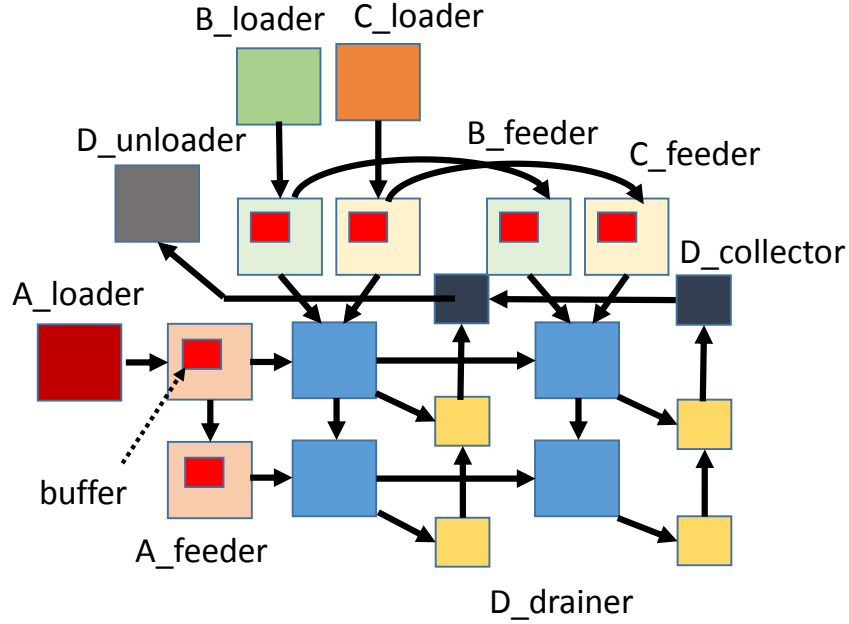 B_loader
C_loader
D_unloader
B_feeder
C_feeder
D_collector
A_loader
buffer
A_feeder
D_drainer